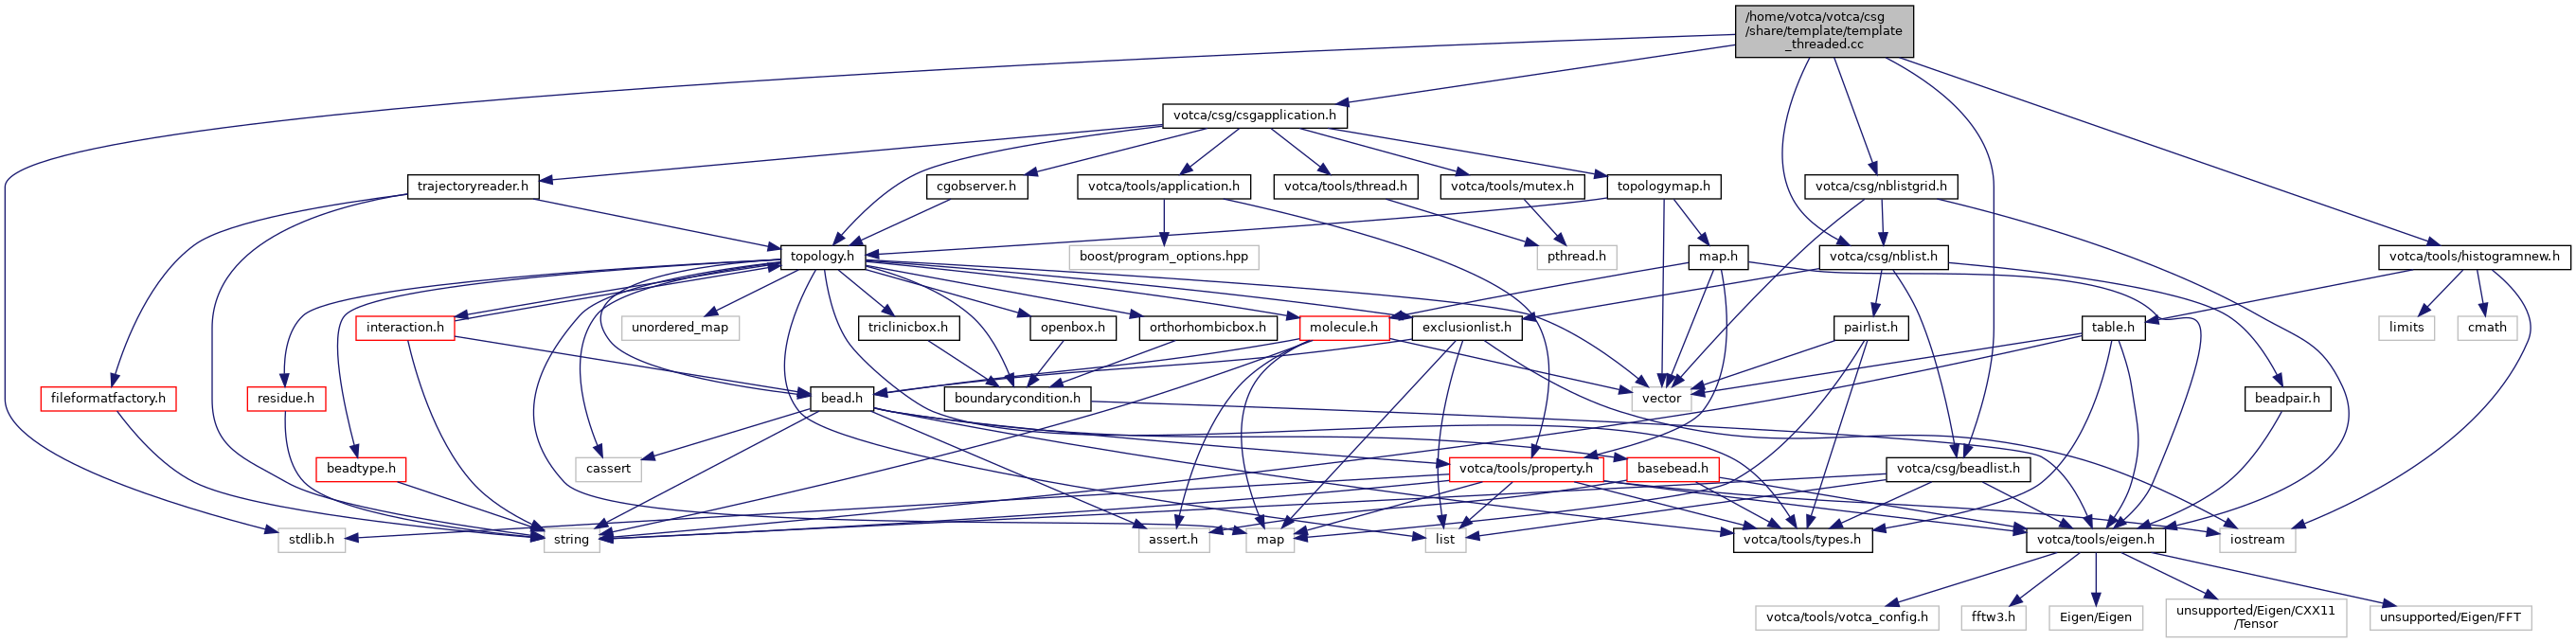 /home/votca/votca/csg
/share/template/template
_threaded.cc
votca/csg/csgapplication.h
trajectoryreader.h
cgobserver.h
votca/tools/application.h
votca/tools/thread.h
votca/tools/mutex.h
topologymap.h
votca/csg/nblistgrid.h
topology.h
boost/program_options.hpp
pthread.h
map.h
votca/csg/nblist.h
votca/tools/histogramnew.h
interaction.h
unordered_map
triclinicbox.h
openbox.h
orthorhombicbox.h
molecule.h
exclusionlist.h
pairlist.h
table.h
limits
cmath
fileformatfactory.h
residue.h
bead.h
boundarycondition.h
vector
beadpair.h
beadtype.h
cassert
votca/tools/property.h
basebead.h
votca/csg/beadlist.h
stdlib.h
string
assert.h
map
list
votca/tools/types.h
votca/tools/eigen.h
iostream
votca/tools/votca_config.h
fftw3.h
Eigen/Eigen
unsupported/Eigen/CXX11
/Tensor
unsupported/Eigen/FFT